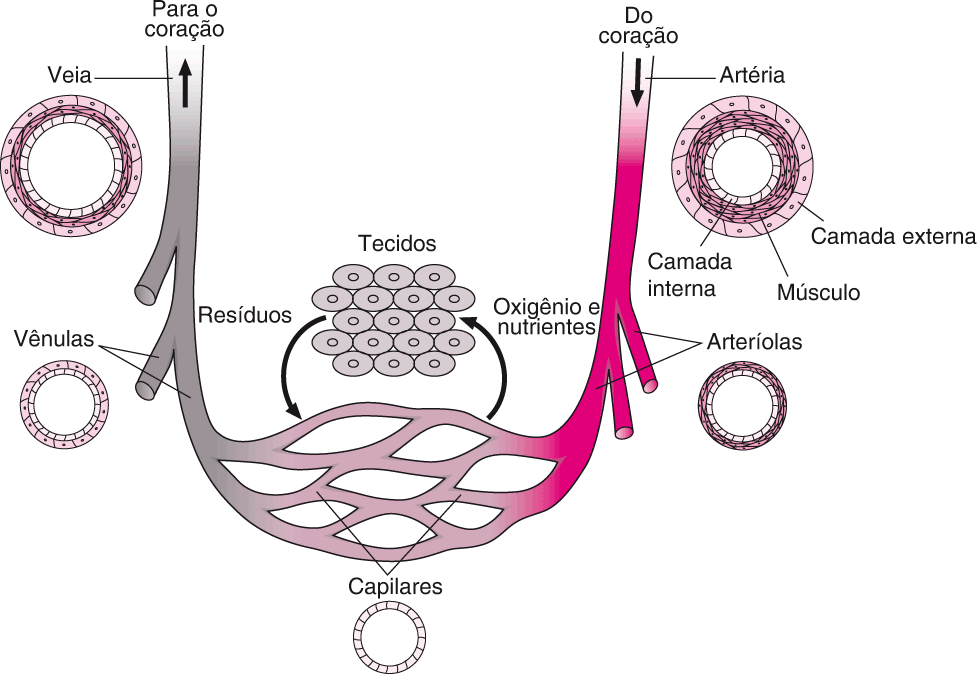 Para o
coração
Do
coração
Veia
Artéria
Camada externa
Camada
interna
Músculo
Tecidos
Resíduos
Oxigênio e
nutrientes
Vênulas
Arteríolas
Capilares